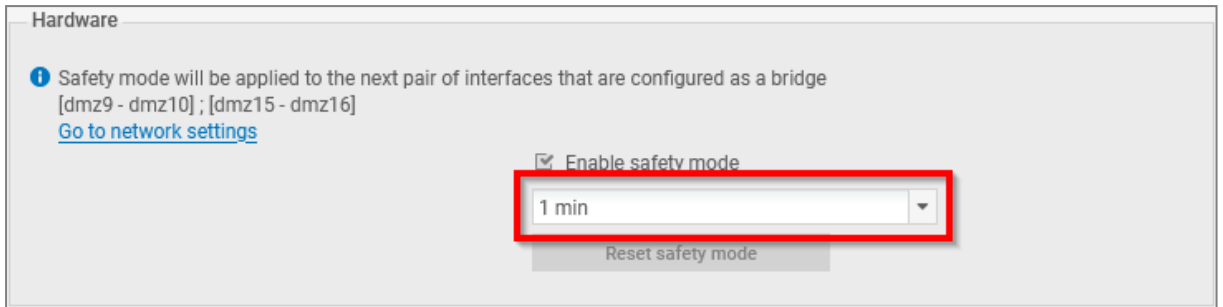 Hardware
Safety mode will be applied to the next pair of interfaces that are configured as a bridge
[dmz9 - dmz10] ; [dmz15 - dmz16]
Go to network settings
Enable safety mode
1 min
Reset safety mode